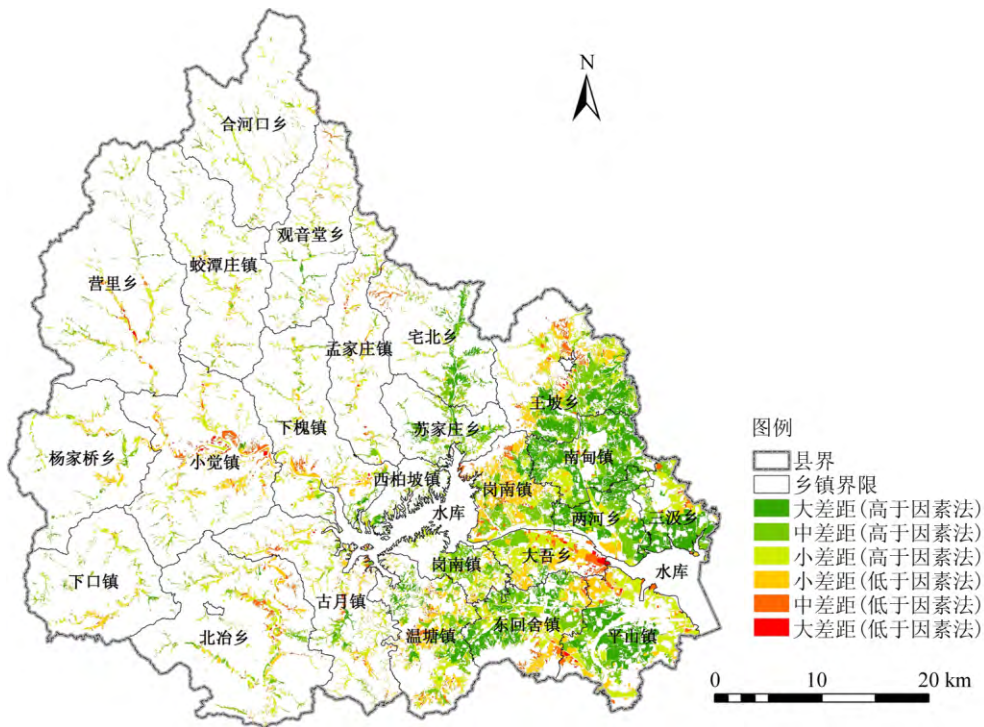 N
合河口乡
观音堂乡
蛟潭庄镇
营里乡
宅北乡
孟家庄镇
王坡乡
下槐镇
苏家庄乡
图例
杨家桥乡
小觉镇
南甸镇
县界
西柏坡镇
岗南镇
乡镇界限
水库
两河乡
三汲乡
大差距(高于因素法)
中差距(高于因素法)
岗南镇
大吾乡
水库
小差距(高于因素法)
下口镇
小差距(低于因素法)
古月镇
中差距(低于因素法)
北冶乡
温塘镇
东回舍镇
平山镇
大差距(低于因素法)
0
10
20 km